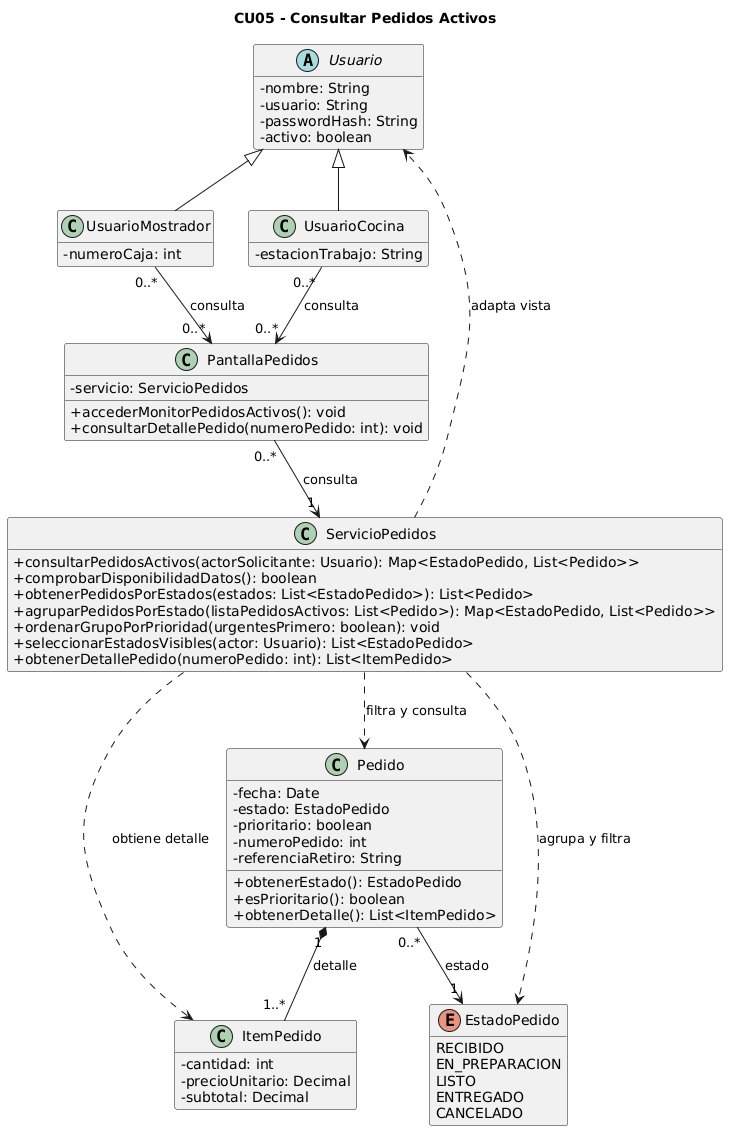 CU05 - Consultar Pedidos Activos
A Usuario
-nombre: String
-usuario: String
-passwordHash: String
-activo: boolean
C UsuarioMostrador
-numeroCaja: int
C UsuarioCocina
-estacionTrabajo: String
0..*
0..*
consulta
consulta
adapta vista
0..*
0..*
C PantallaPedidos
-servicio: ServicioPedidos
+accederMonitorPedidosActivos(): void
+consultarDetallePedido(numeroPedido: int): void
0..*
consulta
1
C ServicioPedidos
+consultarPedidosActivos(actorSolicitante: Usuario): Map<EstadoPedido, List<Pedido>>
+comprobarDisponibilidadDatos(): boolean
+obtenerPedidosPorEstados(estados: List<EstadoPedido>): List<Pedido>
+agruparPedidosPorEstado(listaPedidosActivos: List<Pedido>): Map<EstadoPedido, List<Pedido>>
+ordenarGrupoPorPrioridad(urgentesPrimero: boolean): void
+seleccionarEstadosVisibles(actor: Usuario): List<EstadoPedido>
+obtenerDetallePedido(numeroPedido: int): List<ItemPedido>
filtra y consulta
C Pedido
-fecha: Date
-estado: EstadoPedido
-prioritario: boolean
-numeroPedido: int
-referenciaRetiro: String
+obtenerEstado(): EstadoPedido
+esPrioritario(): boolean
+obtenerDetalle(): List<ItemPedido>
obtiene detalle
agrupa y filtra
1
0..*
detalle
estado
1..*
1
C ItemPedido
-cantidad: int
-precioUnitario: Decimal
-subtotal: Decimal
E EstadoPedido
RECIBIDO
EN_PREPARACION
LISTO
ENTREGADO
CANCELADO